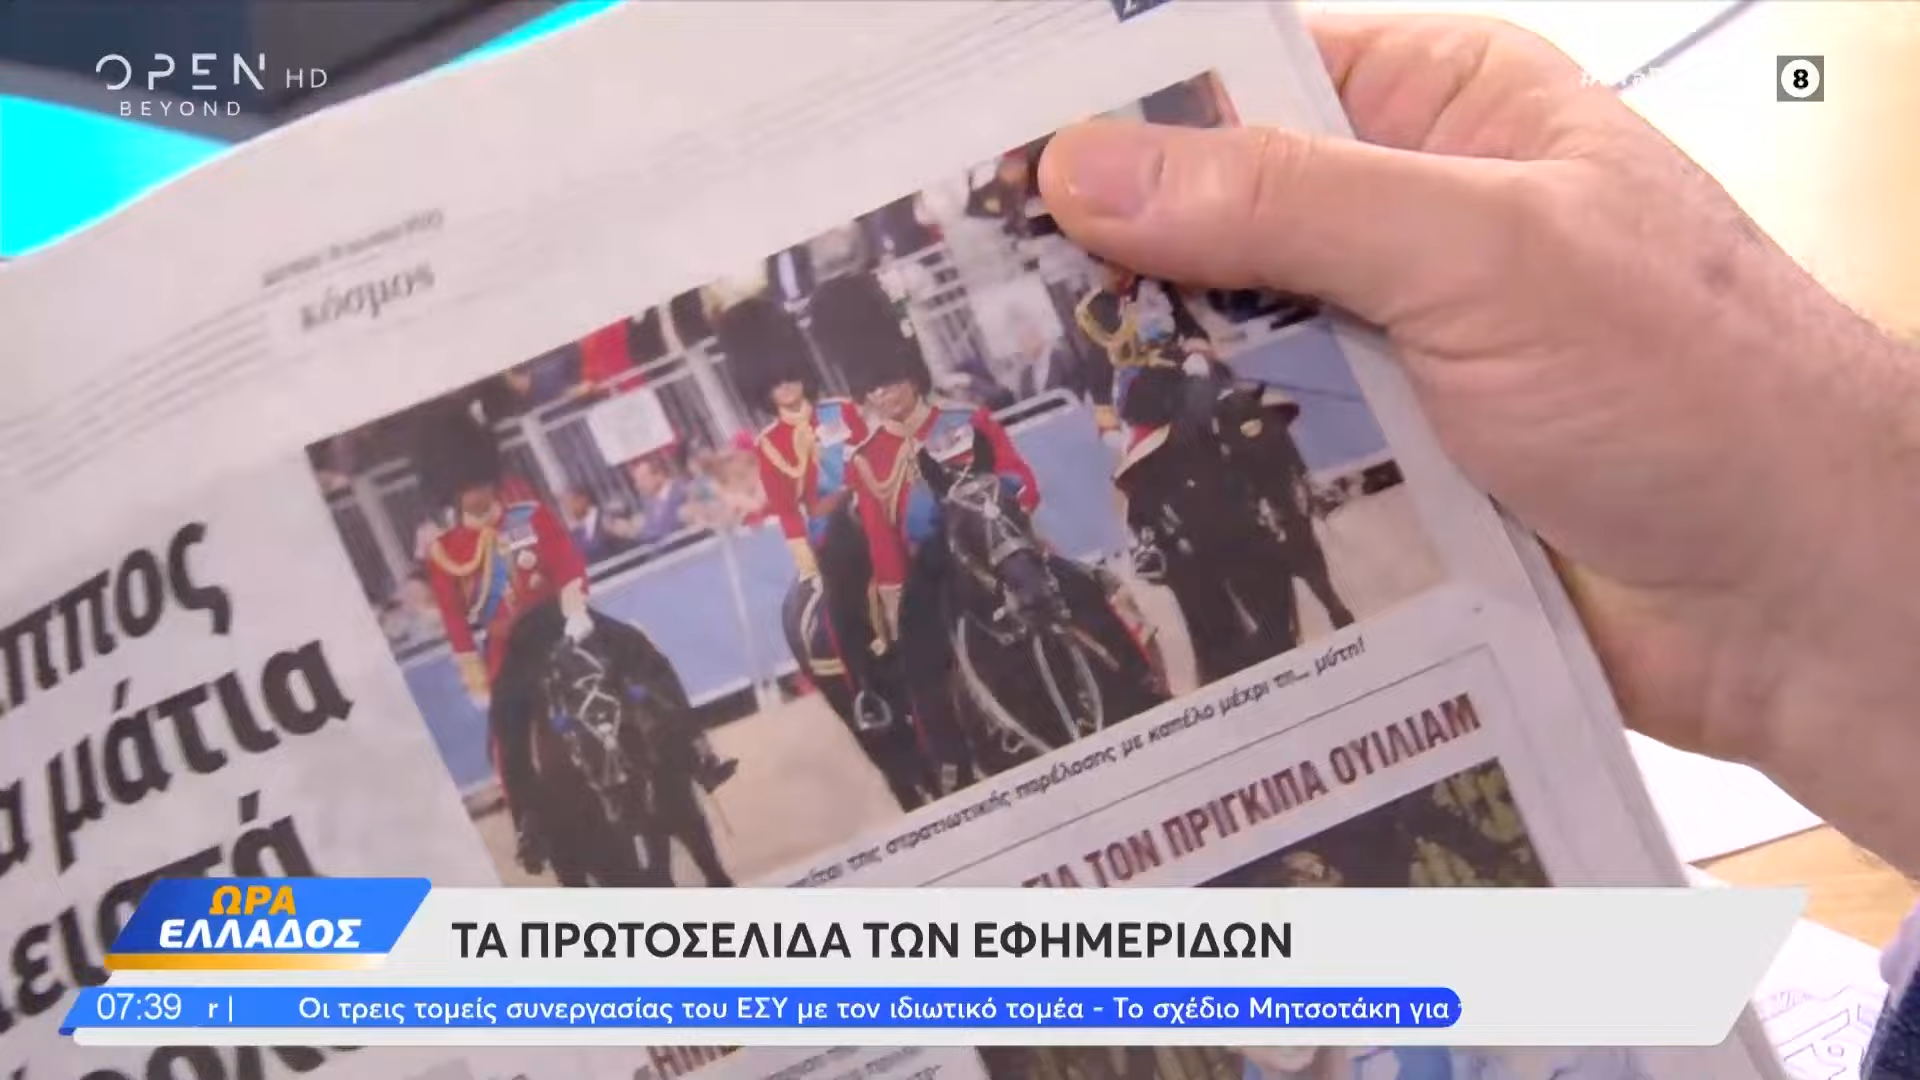 OPEN HD
BEYOND
8
κόσμος
ππος
μάτια
της στρατιωτικής παρέλασης με καπέλο μέχρι τη... μύτη!
ΓΙΑ ΤΟΝ ΠΡΙΓΚΙΠΑ ΟΥΙΛΙΑΜ
ΩΡΑ
ΕΛΛΑΔΟΣ
ΤΑ ΠΡΩΤΟΣΕΛΙΔΑ ΤΩΝ ΕΦΗΜΕΡΙΔΩΝ
07:39 r | Οι τρεις τομείς συνεργασίας του ΕΣΥ με τον ιδιωτικό τομέα - Το σχέδιο Μητσοτάκη για